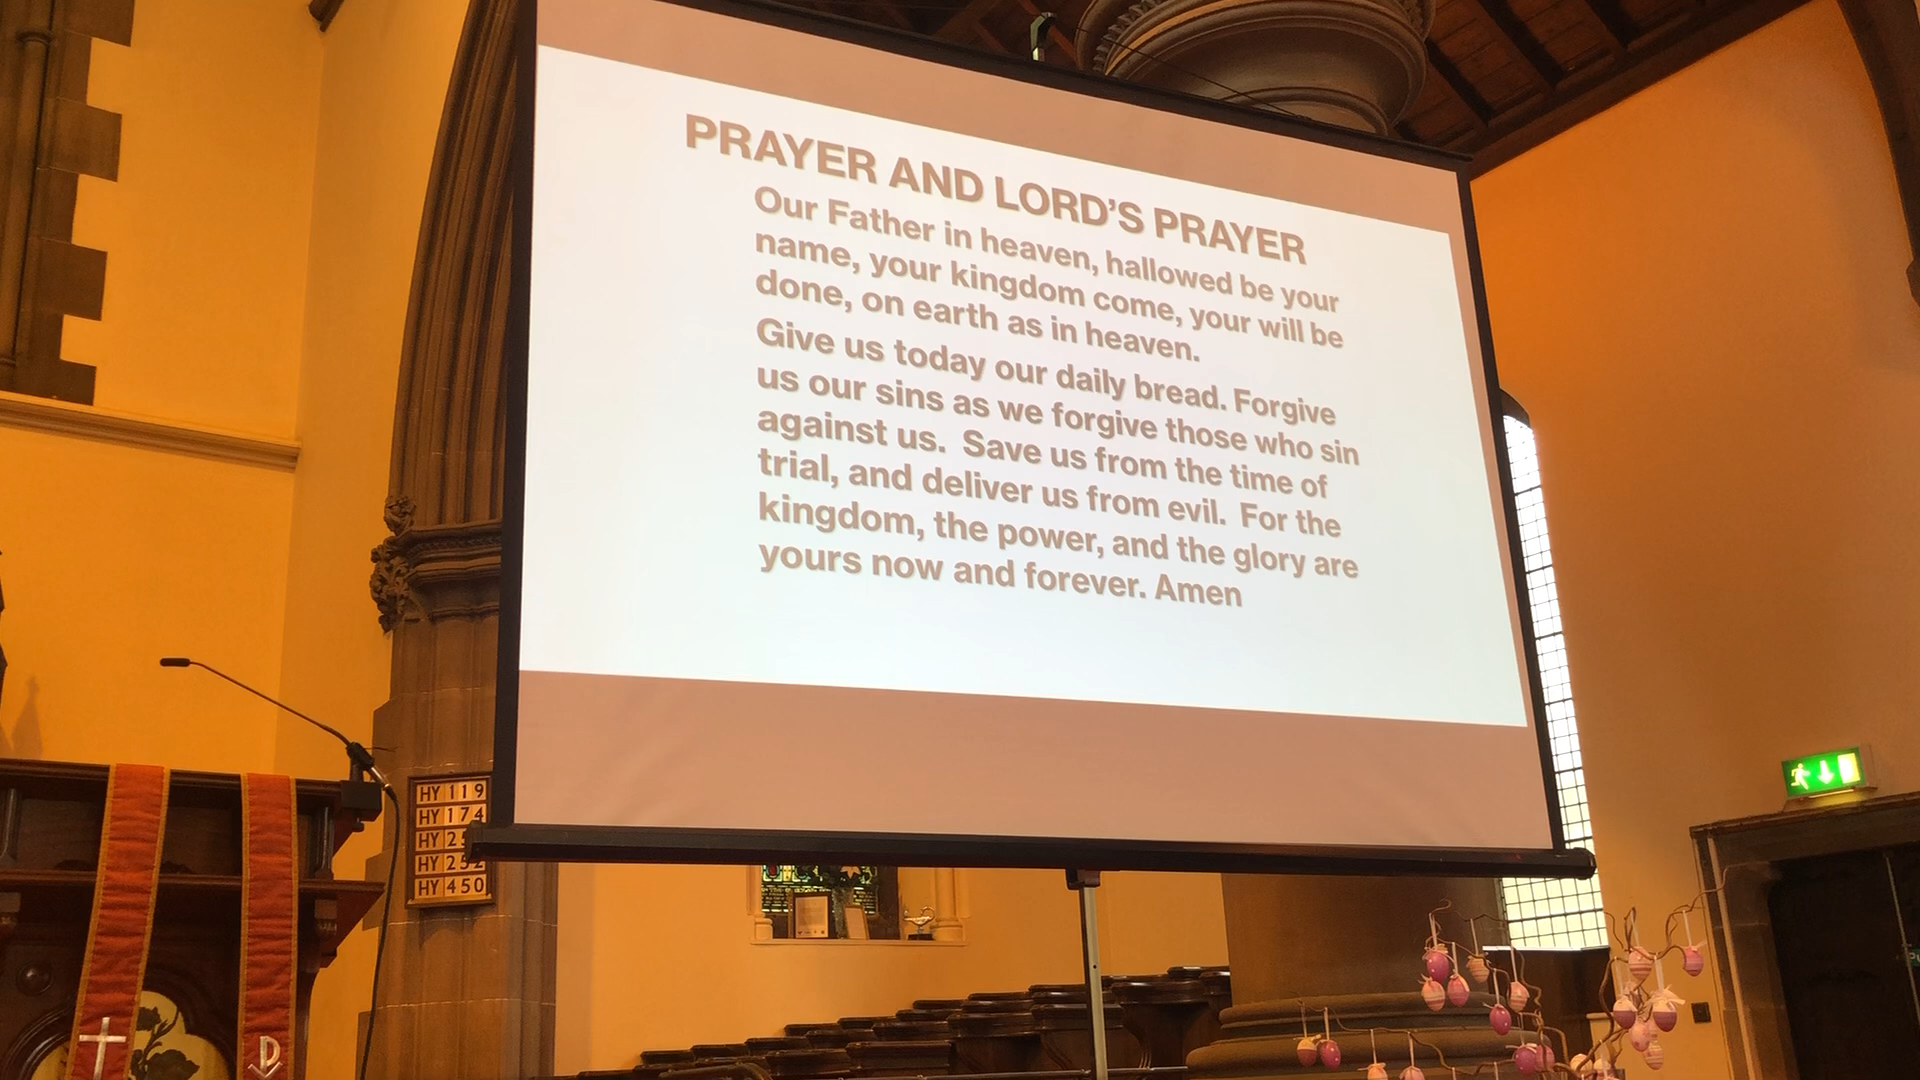 PRAYER AND LORD'S PRAYER
Our Father in heaven, hallowed be your
name, your kingdom come, your will be
done, on earth as in heaven.
Give us today our daily bread. Forgive
us our sins as we forgive those who sin
against us. Save us from the time of
trial, and deliver us from evil. For the
kingdom, the power, and the glory are
yours now and forever. Amen
HY 119
HY 174
HY
HY 252
HY 450